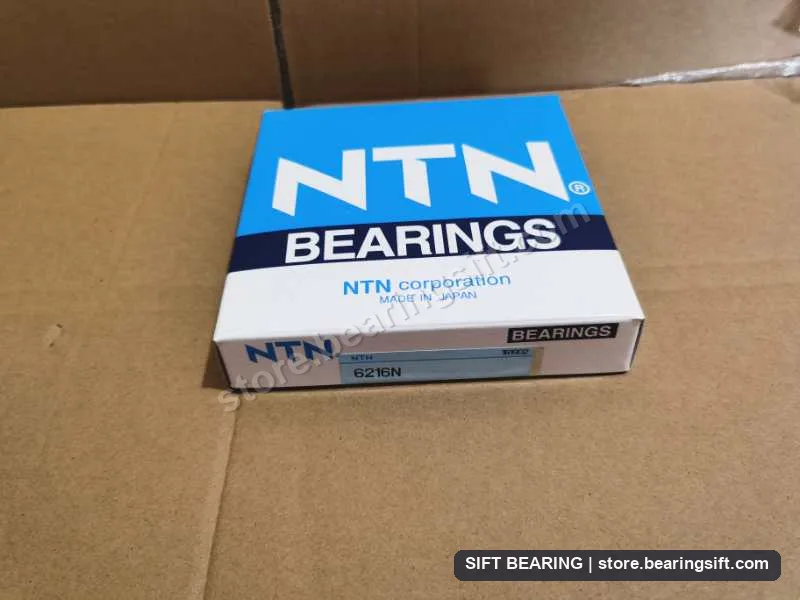 NTN®
BEARINGS
NTN corporation
MADE IN JAPAN
NTN
BEARINGS
NTN
6216N
store.bearingsift.com
SIFT BEARING | store.bearingsift.com